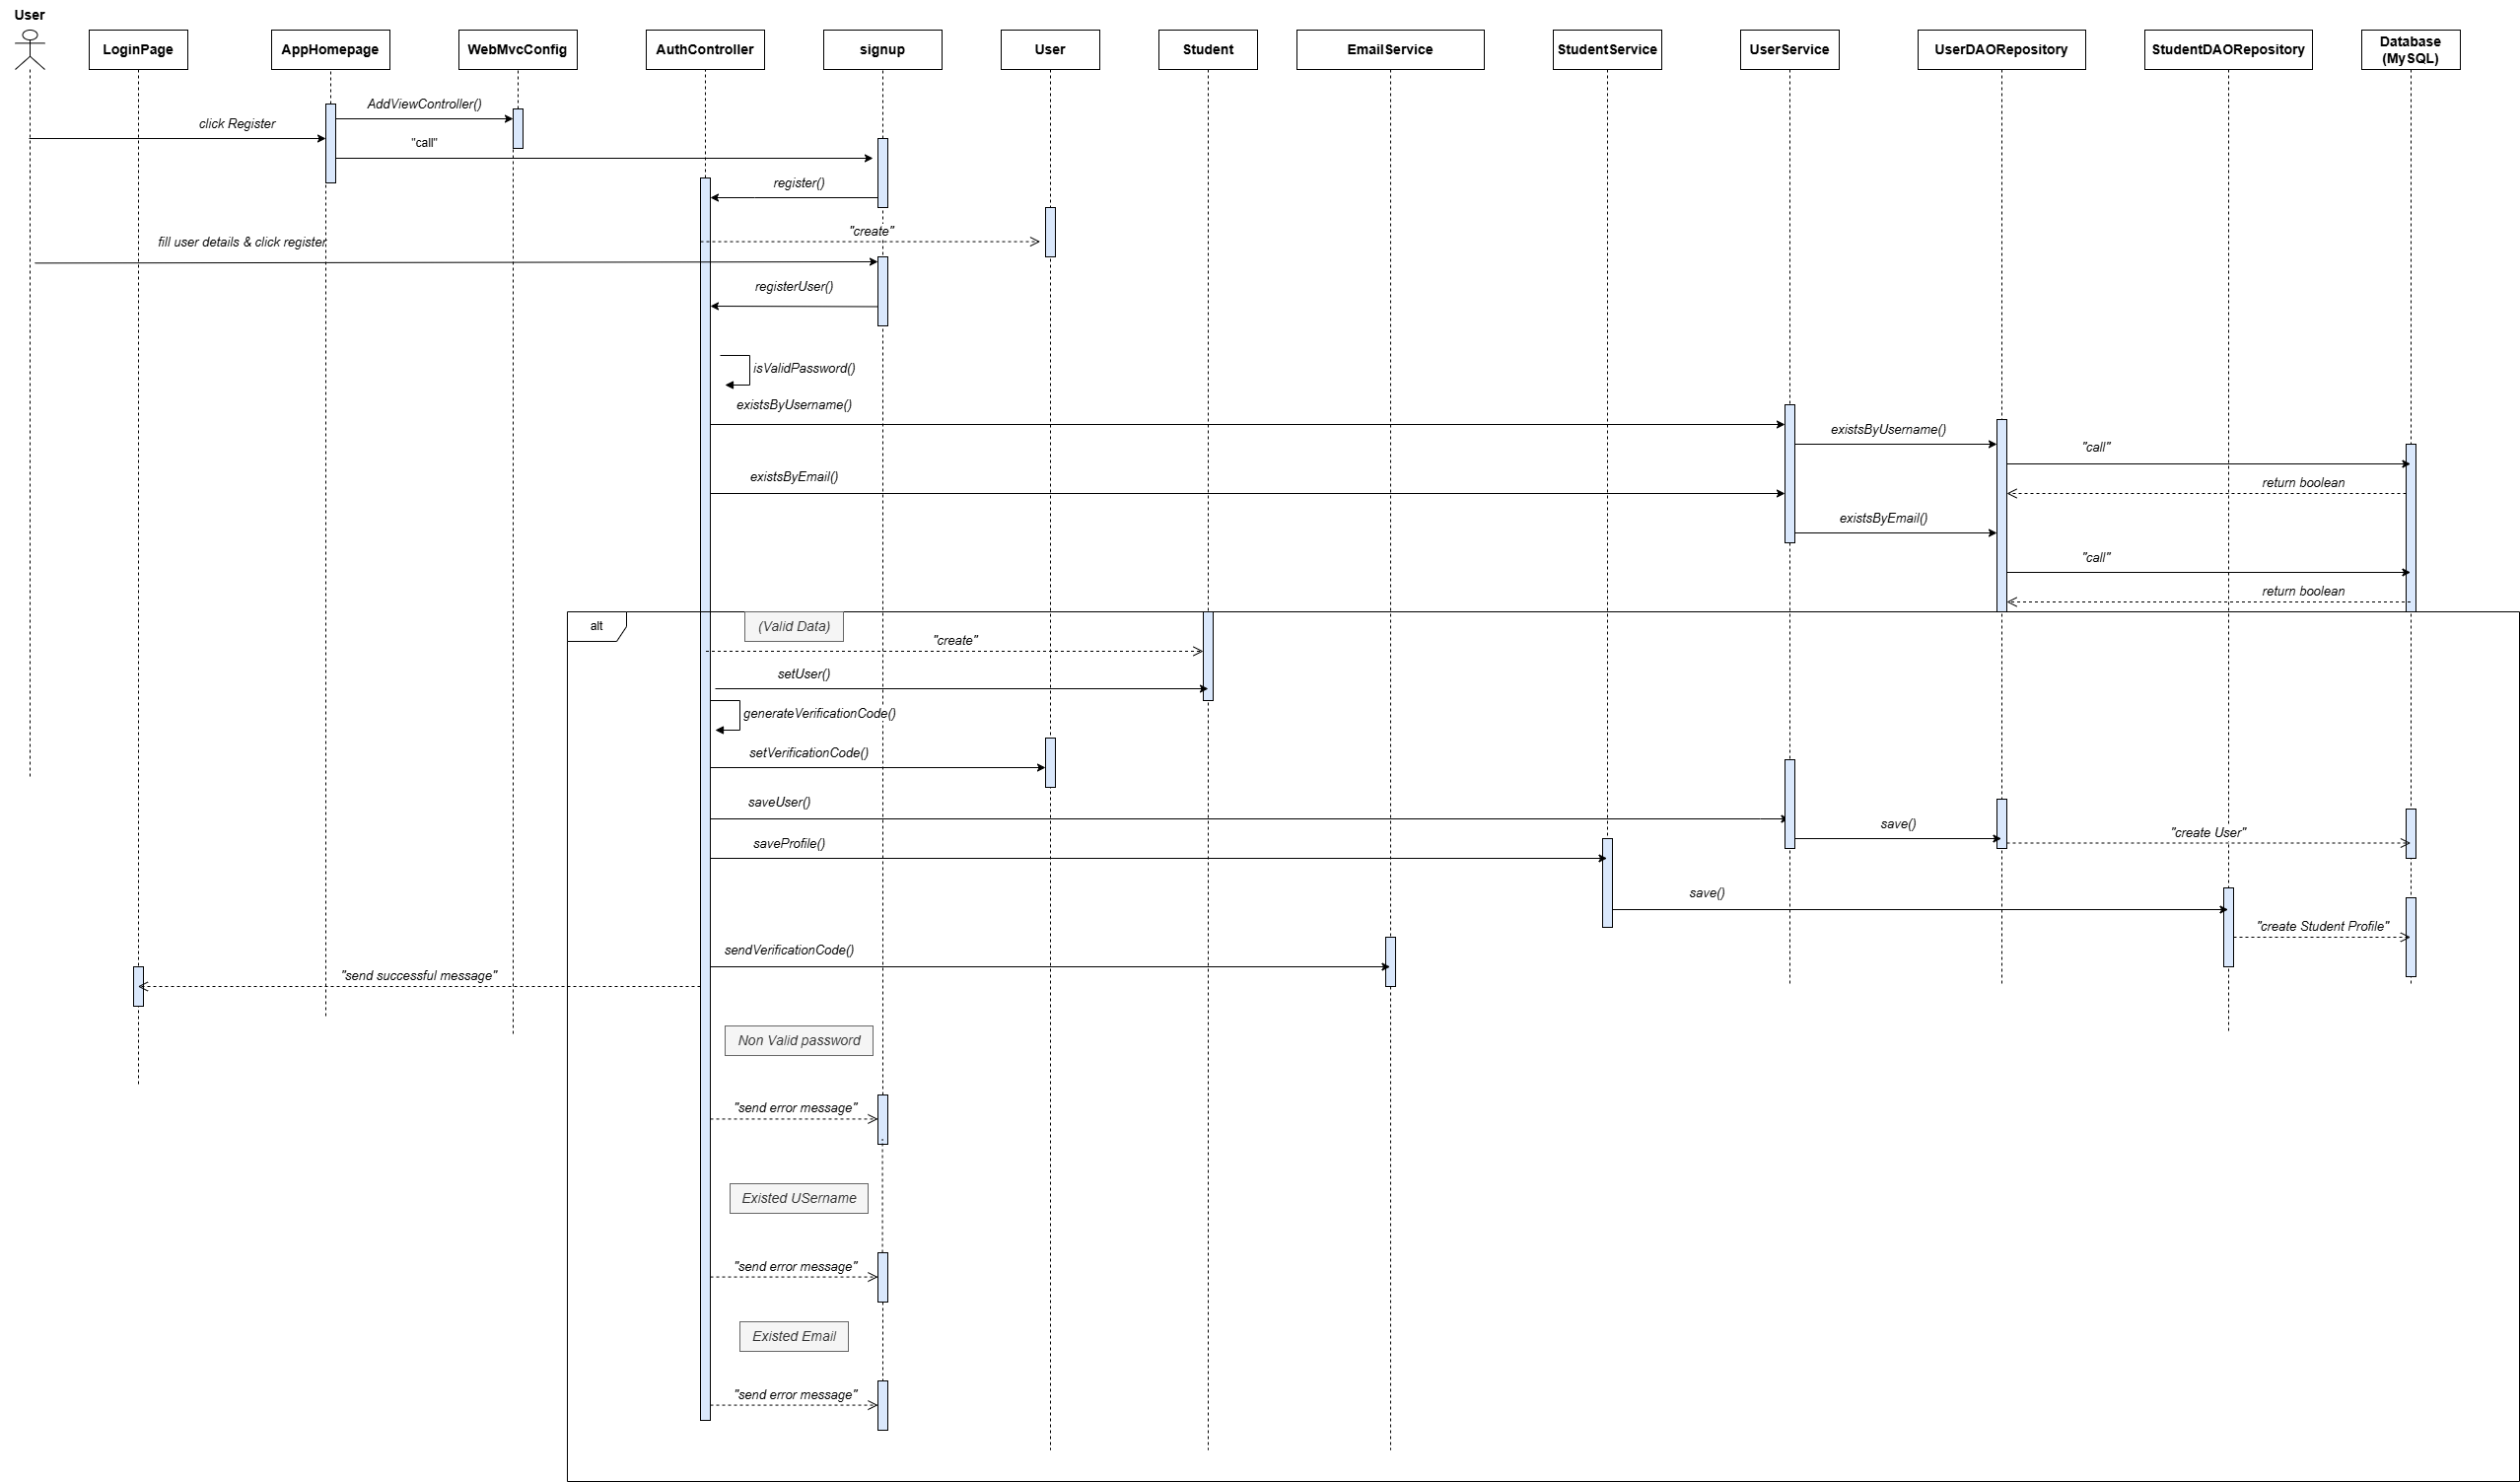 User
LoginPage
AppHomepage
WebMvcConfig
AuthController
signup
User
Student
EmailService
StudentService
UserService
UserDAORepository
StudentDAORepository
Database
(MySQL)
AddViewController()
click Register
"call"
register()
"create"
fill user details & click register
registerUser()
isValidPassword()
existsByUsername()
existsByUsername()
"call"
existsByEmail()
return boolean
existsByEmail()
"call"
return boolean
alt
(Valid Data)
"create"
setUser()
generateVerificationCode()
setVerificationCode()
saveUser()
save()
"create User"
saveProfile()
save()
"create Student Profile"
sendVerificationCode()
"send successful message"
Non Valid password
"send error message"
Existed USername
"send error message"
Existed Email
"send error message"